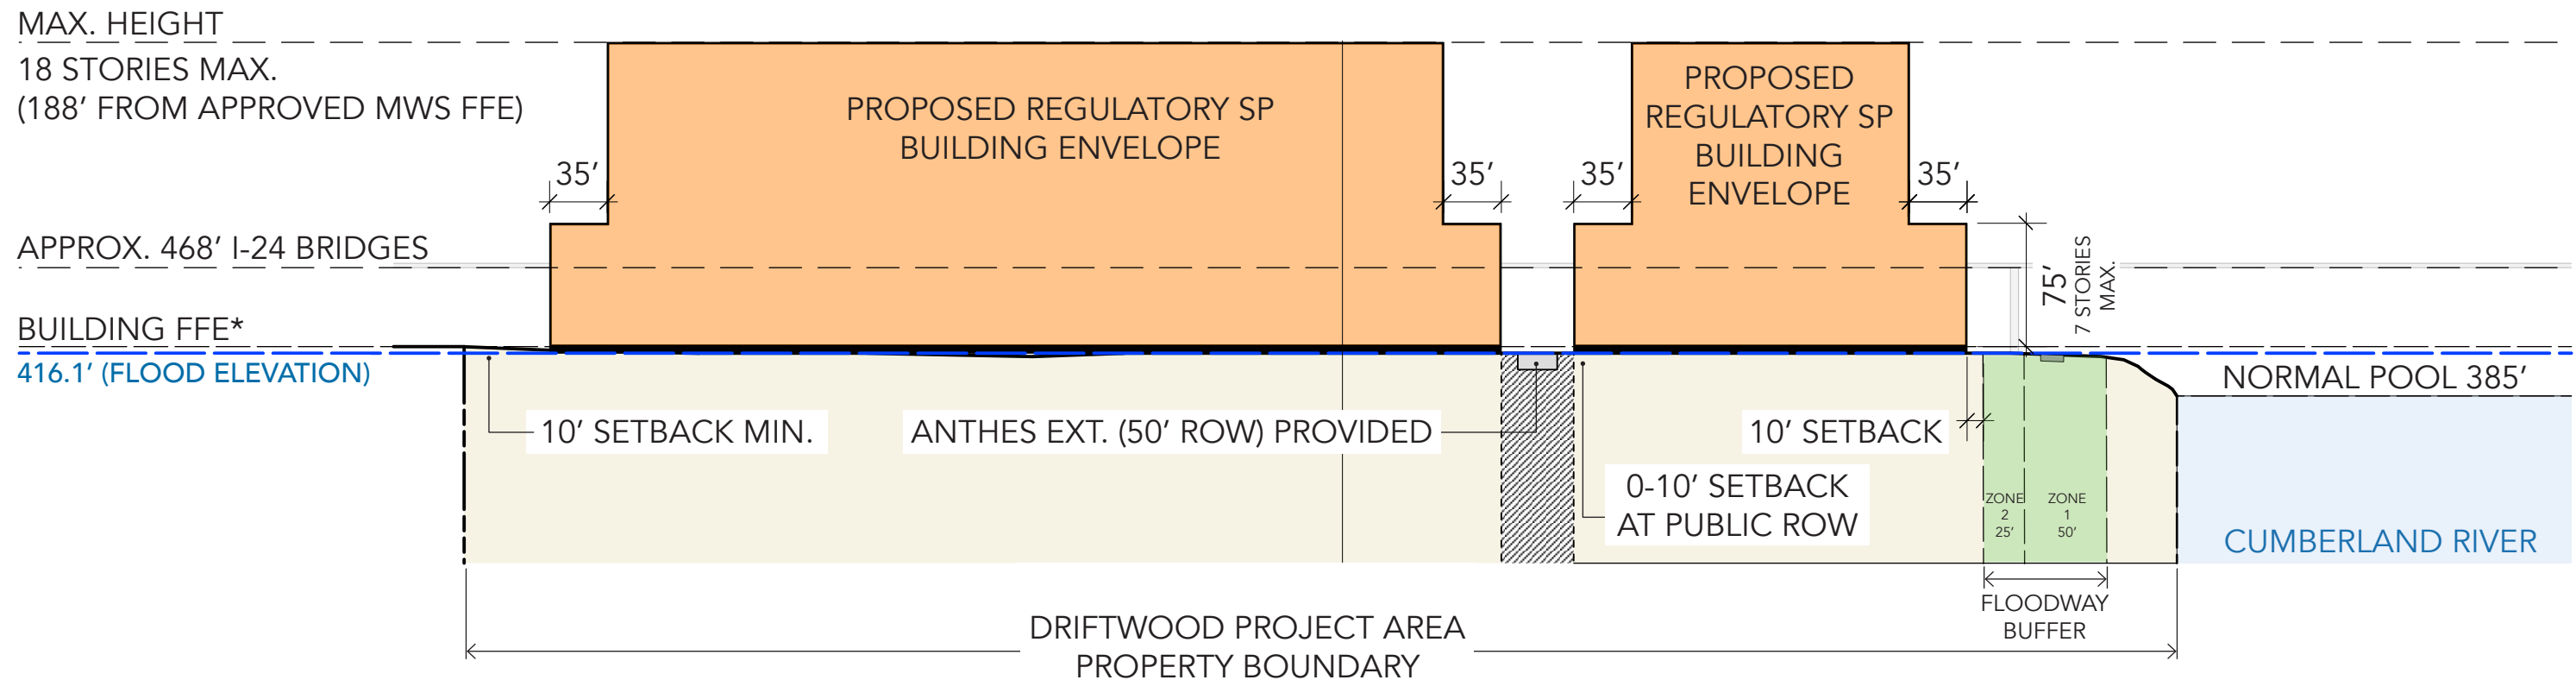 MAX. HEIGHT
18 STORIES MAX.
(188’ FROM APPROVED MWS FFE)
PROPOSED REGULATORY SP
BUILDING ENVELOPE
PROPOSED
REGULATORY SP
BUILDING
ENVELOPE
35’
35’
35’
35’
APPROX. 468’ I-24 BRIDGES
75’
7 STORIES
MAX.
BUILDING FFE*
416.1’ (FLOOD ELEVATION)
NORMAL POOL 385’
10’ SETBACK MIN.
ANTHES EXT. (50’ ROW) PROVIDED
10’ SETBACK
0-10’ SETBACK
AT PUBLIC ROW
ZONE
2
25’
ZONE
1
50’
CUMBERLAND RIVER
FLOODWAY
BUFFER
DRIFTWOOD PROJECT AREA
PROPERTY BOUNDARY